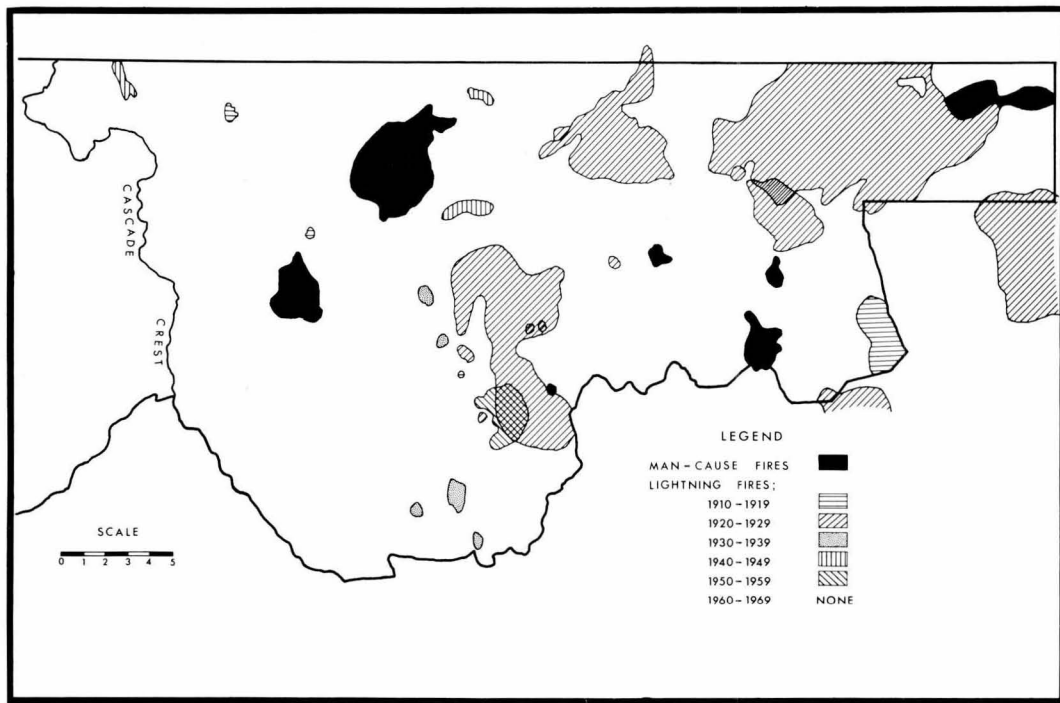 CASCADE
CREST
LEGEND
MAN-CAUSE FIRES
LIGHTNING FIRES;
1910-1919
1920-1929
1930-1939
1940-1949
1950-1959
1960-1969 NONE
SCALE
0 1 2 3 4 5